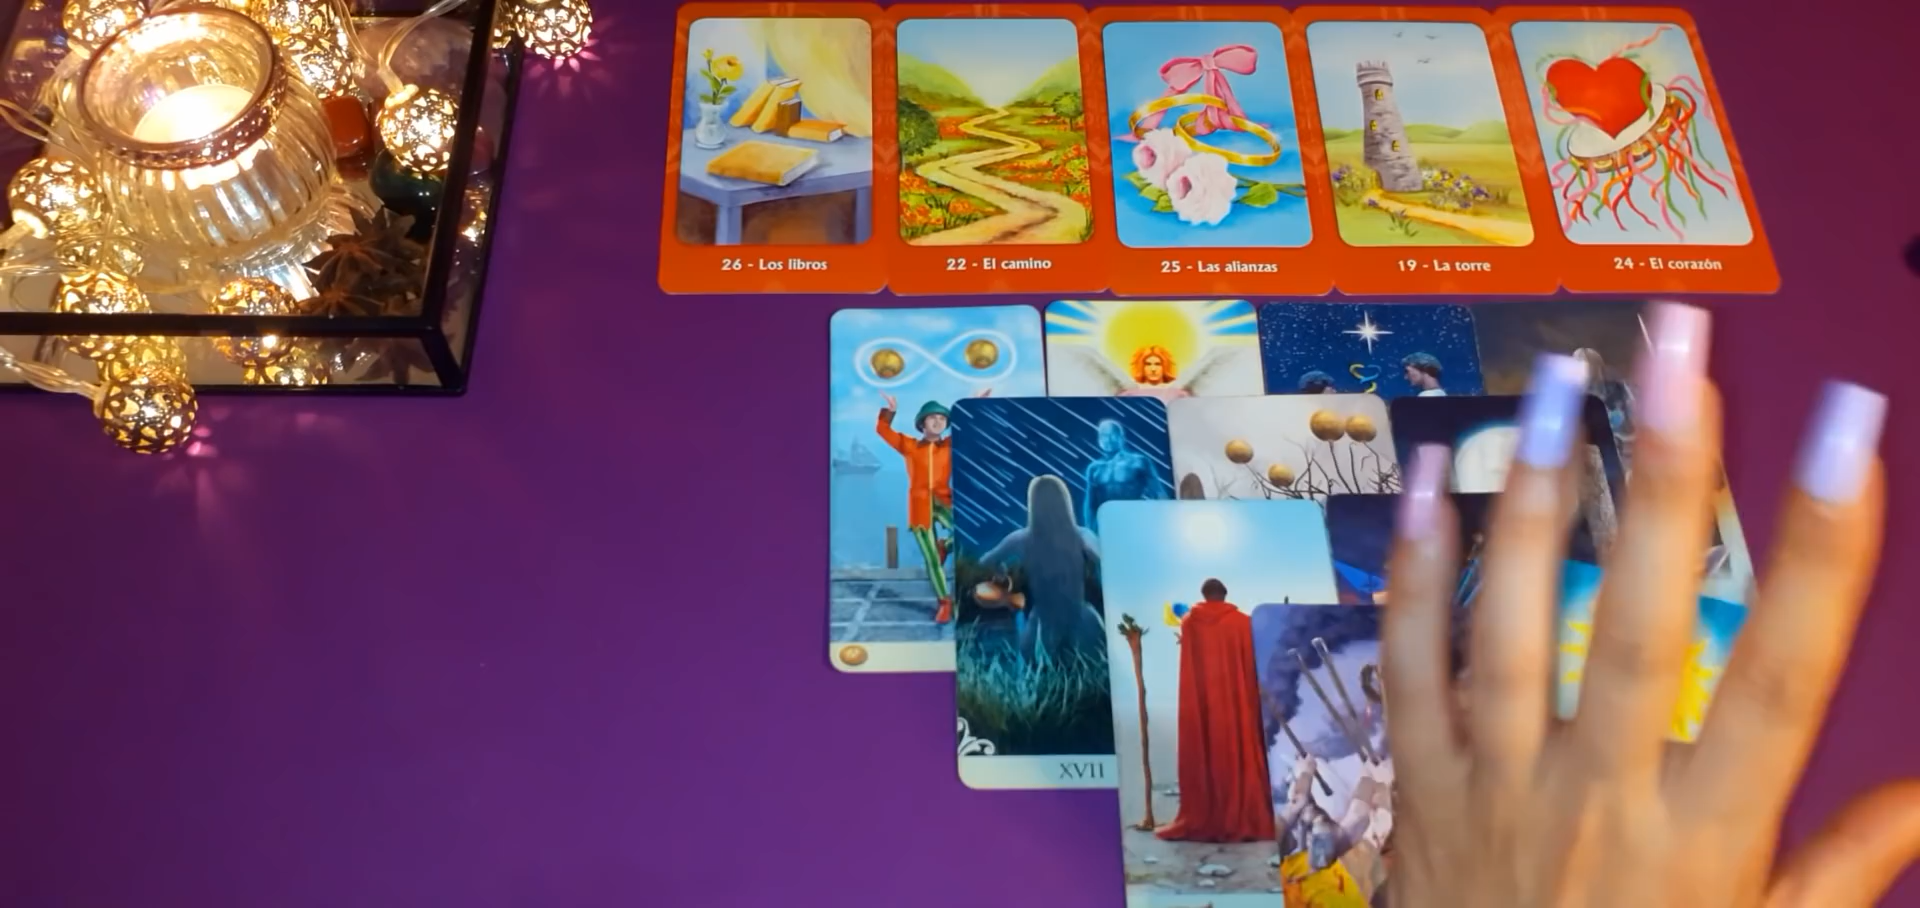 26 - Los libros
22 - El camino
25 - Las alianzas
19 - La torre
24 - El corazón
XVII